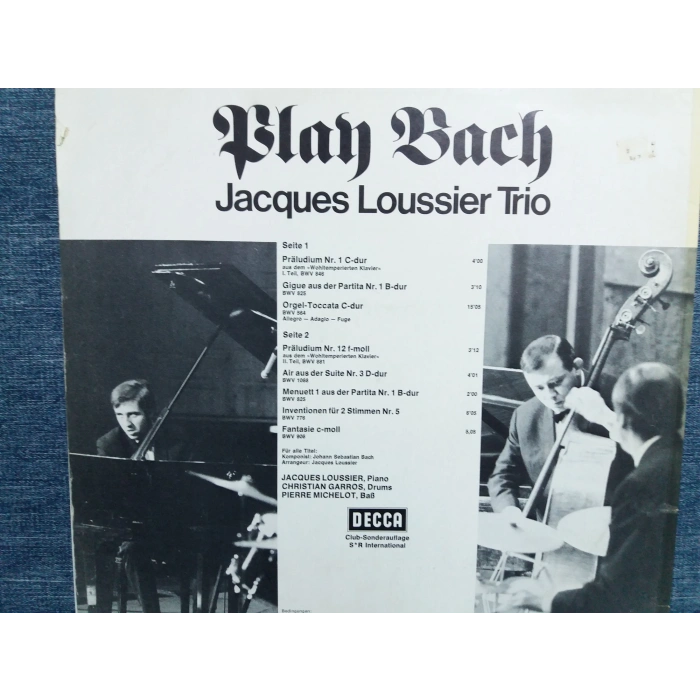 Play Bach
Jacques Loussier Trio
Seite 1
Präludium Nr. 1 C-dur 4'00
aus dem »Wohltemperierten Klavier«
I. Teil, BWV 846
Gigue aus der Partita Nr. 1 B-dur 2'10
BWV 825
Orgel-Toccata C-dur 15'05
BWV 564
Allegro — Adagio — Fuge
Seite 2
Präludium Nr. 12 f-moll 3'12
aus dem »Wohltemperierten Klavier«
II. Teil, BWV 881
Air aus der Suite Nr. 3 D-dur 4'01
BWV 1068
Menuett 1 aus der Partita Nr. 1 B-dur 2'00
BWV 825
Inventionen für 2 Stimmen Nr. 5
BWV 776
Fantasie c-moll
BWV 906
Für alle Titel:
Komponist: Johann Sebastian Bach
Arrangeur: Jacques Loussier
JACQUES LOUSSIER, Piano
CHRISTIAN GARROS, Drums
PIERRE MICHELOT, Baß
DECCA
Club-Sonderauflage
S*R International